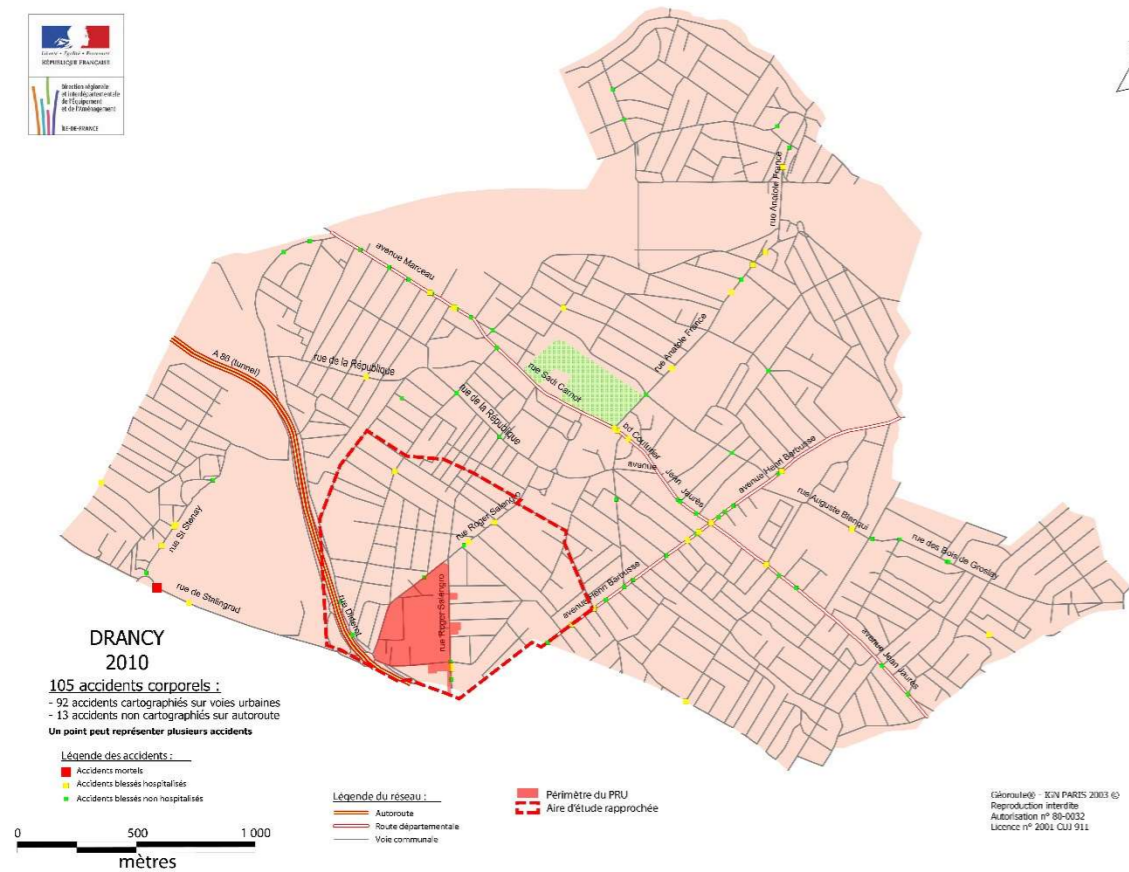 Liberté • Égalité • Fraternité
RÉPUBLIQUE FRANÇAISE
Direction régionale
et interdépartementale
de l'Équipement
et de l'Aménagement
ÎLE-DE-FRANCE
rue Anatole France
avenue Marceau
A 86 (tunnel)
rue de la République
rue Sadi Carnot
rue Anatole France
rue de la République
bd
avenue
Jean
Jaurès
avenue Henri Barbusse
rue Auguste Blanqui
rue des Bois de Groslay
rue St Stenay
rue Roger Salengro
rue de Stalingrad
rue Diderot
rue Roger Salengro
avenue Henri Barbusse
avenue Jean Jaurès
DRANCY
2010
105 accidents corporels :
- 92 accidents cartographiés sur voies urbaines
- 13 accidents non cartographiés sur autoroute
Un point peut représenter plusieurs accidents
Légende des accidents :
Accidents mortels
Accidents blessés hospitalisés
Accidents blessés non hospitalisés
0 500 1 000
mètres
Légende du réseau :
Autoroute
Route départementale
Voie communale
Périmètre du PRU
Aire d'étude rapprochée
Géoroute® - IGN PARIS 2003 ©
Reproduction interdite
Autorisation n° 80-0032
Licence n° 2001 CUJ 911